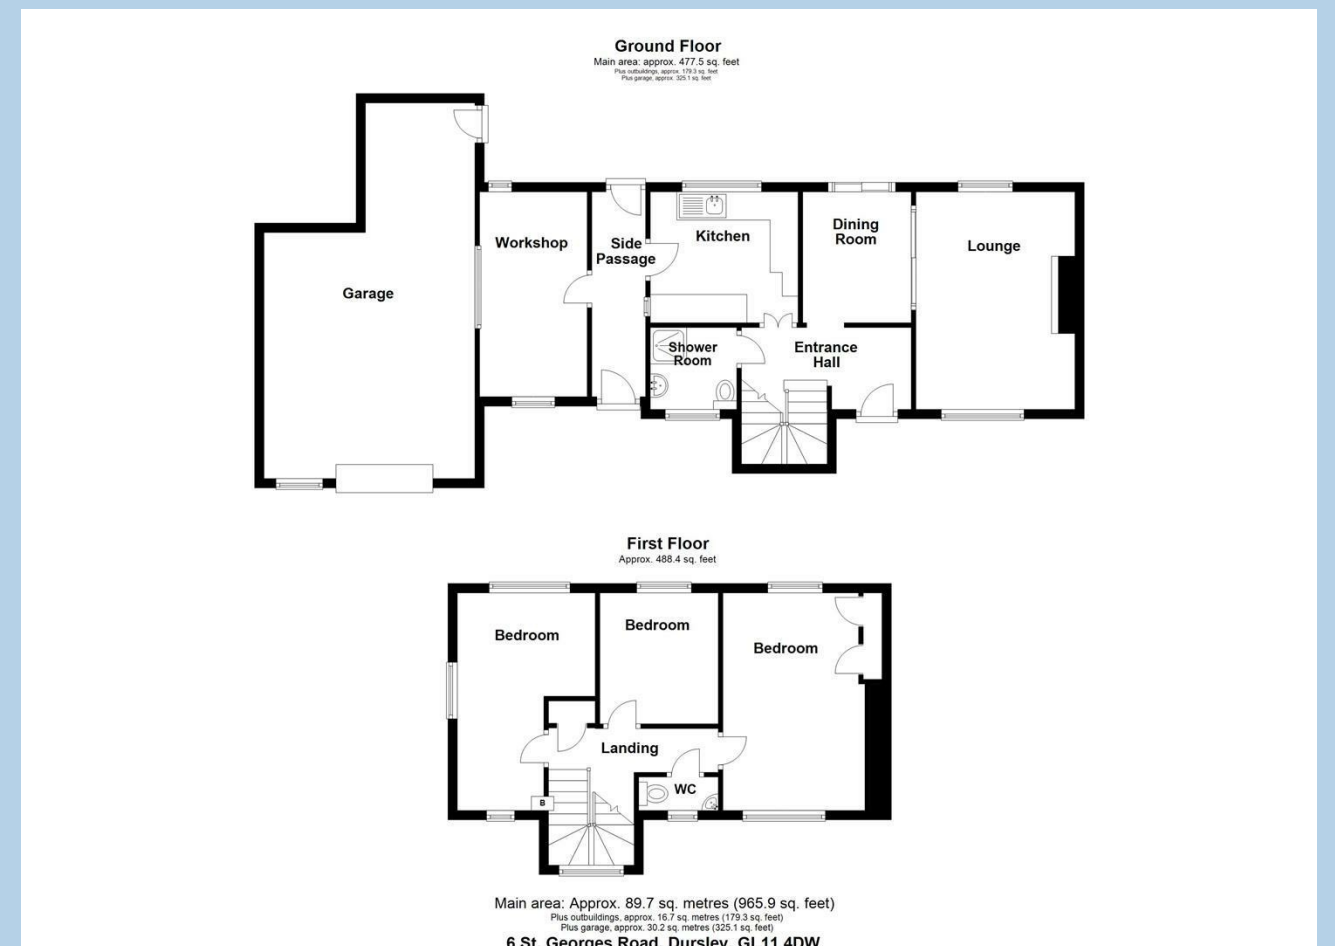 Ground Floor
Main area: approx. 477.5 sq. feet
Plus outbuildings, approx. 179.3 sq. feet
Plus garage, approx. 325.1 sq. feet
Garage
Workshop
Side
Passage
Kitchen
Dining
Room
Lounge
Shower
Room
Entrance
Hall
First Floor
Approx. 488.4 sq. feet
Bedroom
Bedroom
Bedroom
Landing
WC
B
Main area: Approx. 89.7 sq. metres (965.9 sq. feet)
Plus outbuildings, approx. 16.7 sq. metres (179.3 sq. feet)
Plus garage, approx. 30.2 sq. metres (325.1 sq. feet)
6 St. Georges Road, Dursley, GL11 4DW